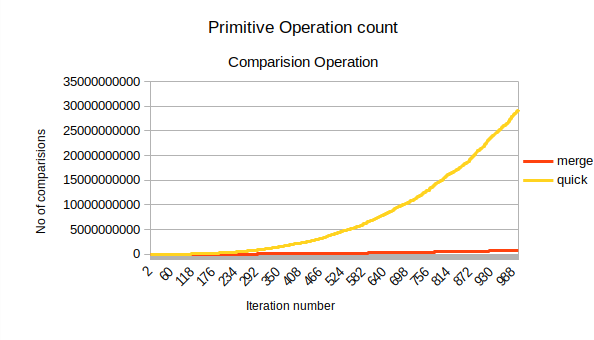 Primitive Operation count
Comparision Operation
35000000000
30000000000
25000000000
20000000000
15000000000
10000000000
5000000000
0
No of comparisions
merge
quick
2 60 118 176 234 292 350 408 466 524 582 640 698 756 814 872 930 988
Iteration number